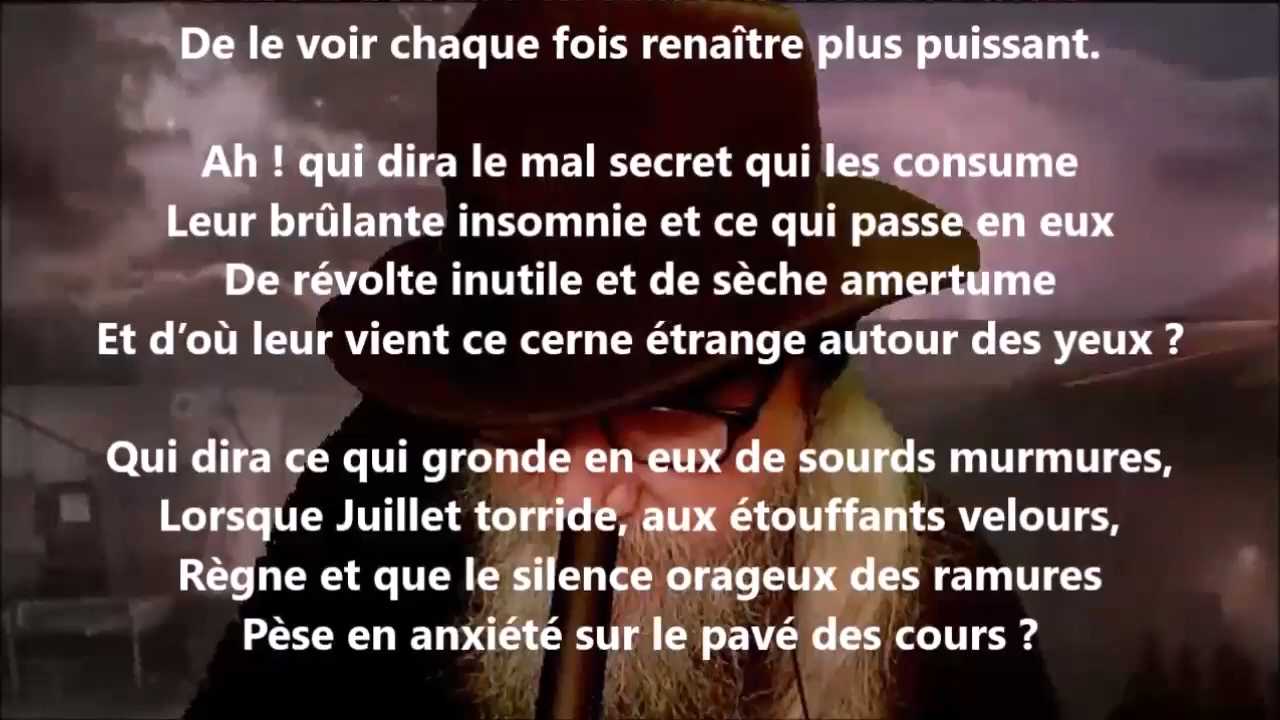 De le voir chaque fois renaître plus puissant.
Ah ! qui dira le mal secret qui les consume
Leur brûlante insomnie et ce qui passe en eux
De révolte inutile et de sèche amertume
Et d’où leur vient ce cerne étrange autour des yeux ?
Qui dira ce qui gronde en eux de sourds murmures,
Lorsque Juillet torride, aux étouffants velours,
Règne et que le silence orageux des ramures
Pèse en anxiété sur le pavé des cours ?